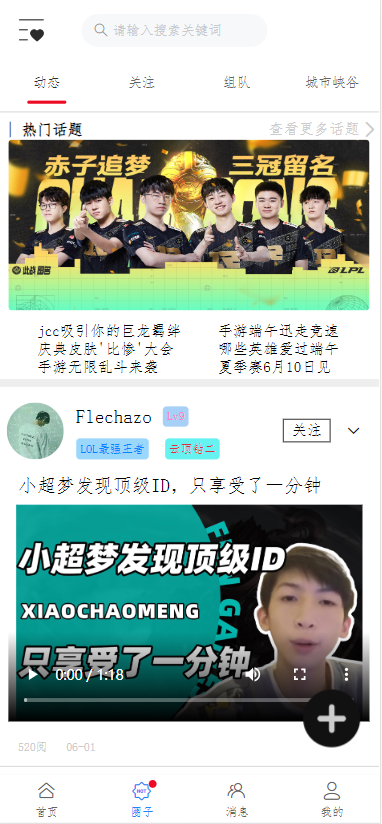 请输入搜索关键词
动态 关注 组队 城市峡谷
热门话题 查看更多话题
赤子追梦 三冠留名
此战留名 LPL
jcc吸引你的巨龙羁绊 手游端午迅走竞速
庆典皮肤'比惨'大会 哪些英雄爱过端午
手游无限乱斗来袭 夏季赛6月10日见
Flechazo Lv9
关注
LOL最强王者 云顶钻二
小超梦发现顶级ID，只享受了一分钟
小超梦发现顶级ID
XIAOCHAOMENG
只享受了一分钟
0:00 / 1:18
520阅 06-01
HOT
首页 圈子 消息 我的